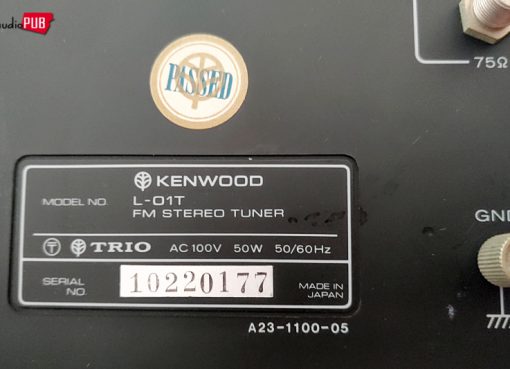 audioPUB
PASSED
75Ω
KENWOOD
MODEL NO. L-01T
FM STEREO TUNER
GND
T TRIO AC 100V 50W 50/60Hz
SERIAL NO. 10220177
MADE IN JAPAN
A23-1100-05